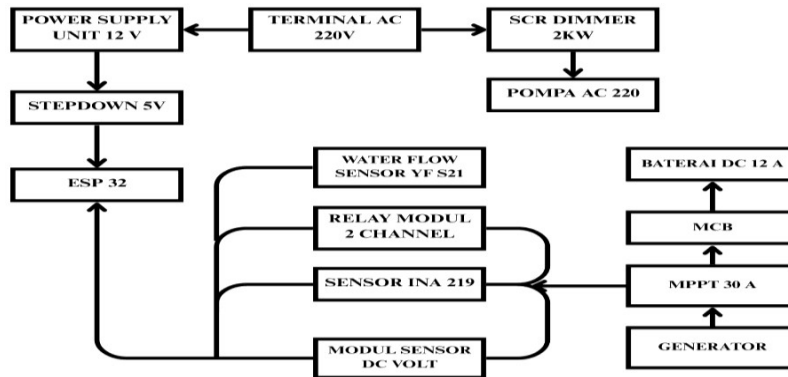 POWER SUPPLY
UNIT 12 V
TERMINAL AC
220V
SCR DIMMER
2KW
STEPDOWN 5V
POMPA AC 220
ESP 32
WATER FLOW
SENSOR YF S21
BATERAI DC 12 A
RELAY MODUL
2 CHANNEL
MCB
SENSOR INA 219
MPPT 30 A
MODUL SENSOR
DC VOLT
GENERATOR